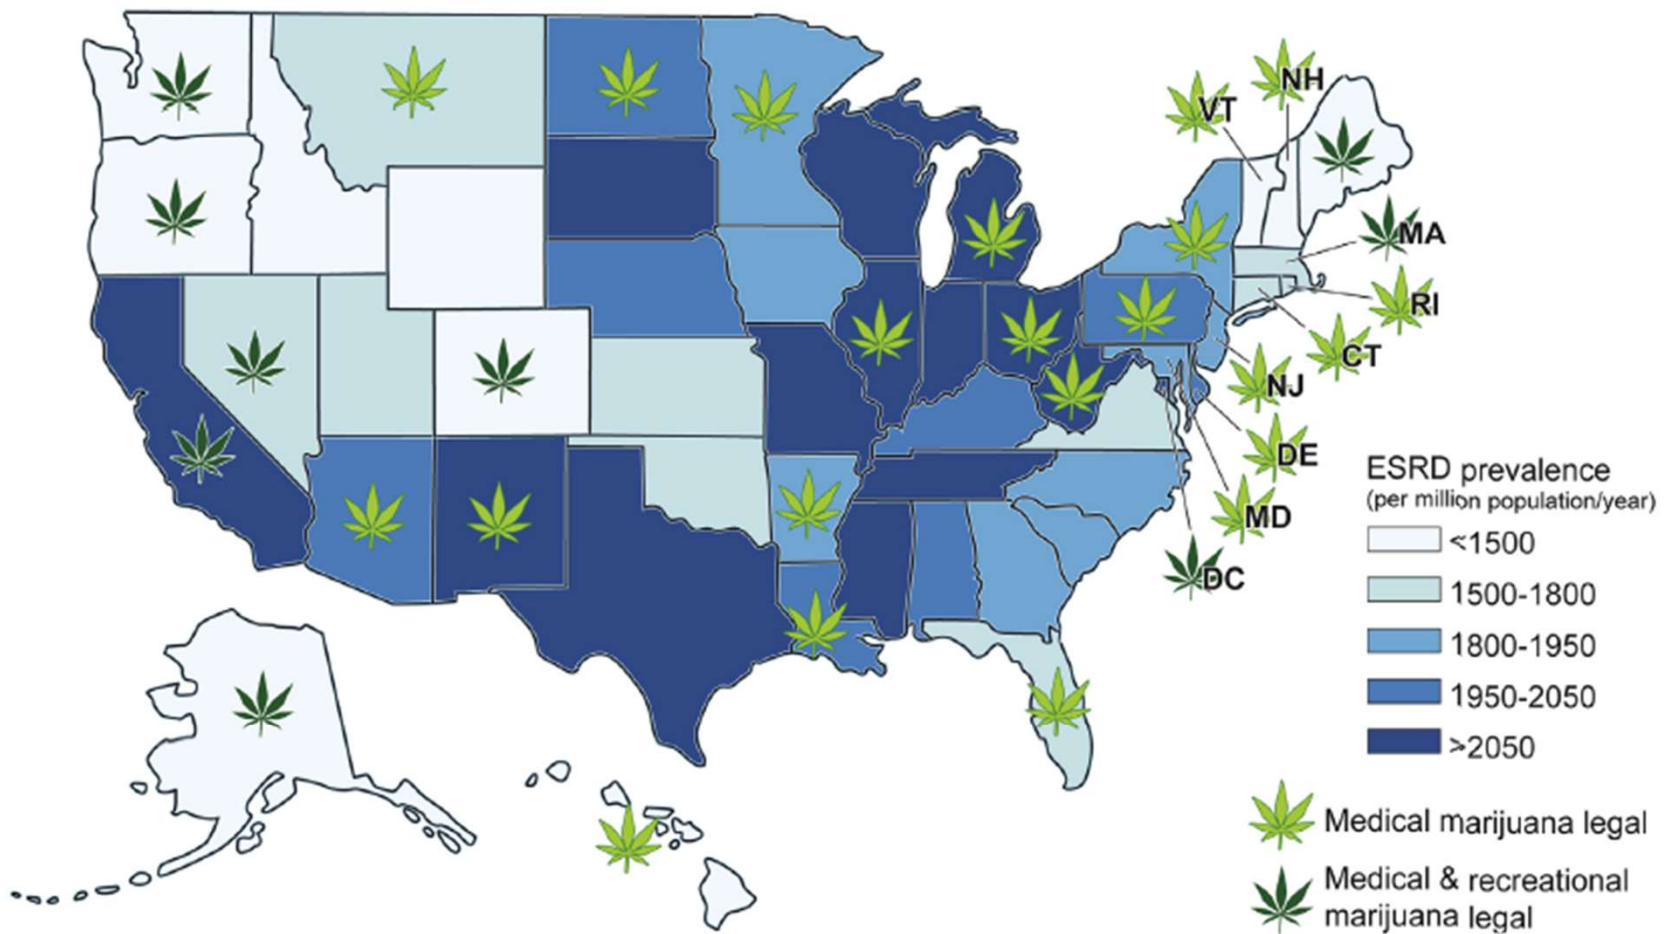 NH
VT
MA
RI
CT
NJ
DE
MD
DC
ESRD prevalence
(per million population/year)
<1500
1500-1800
1800-1950
1950-2050
>2050
Medical marijuana legal
Medical & recreational
marijuana legal